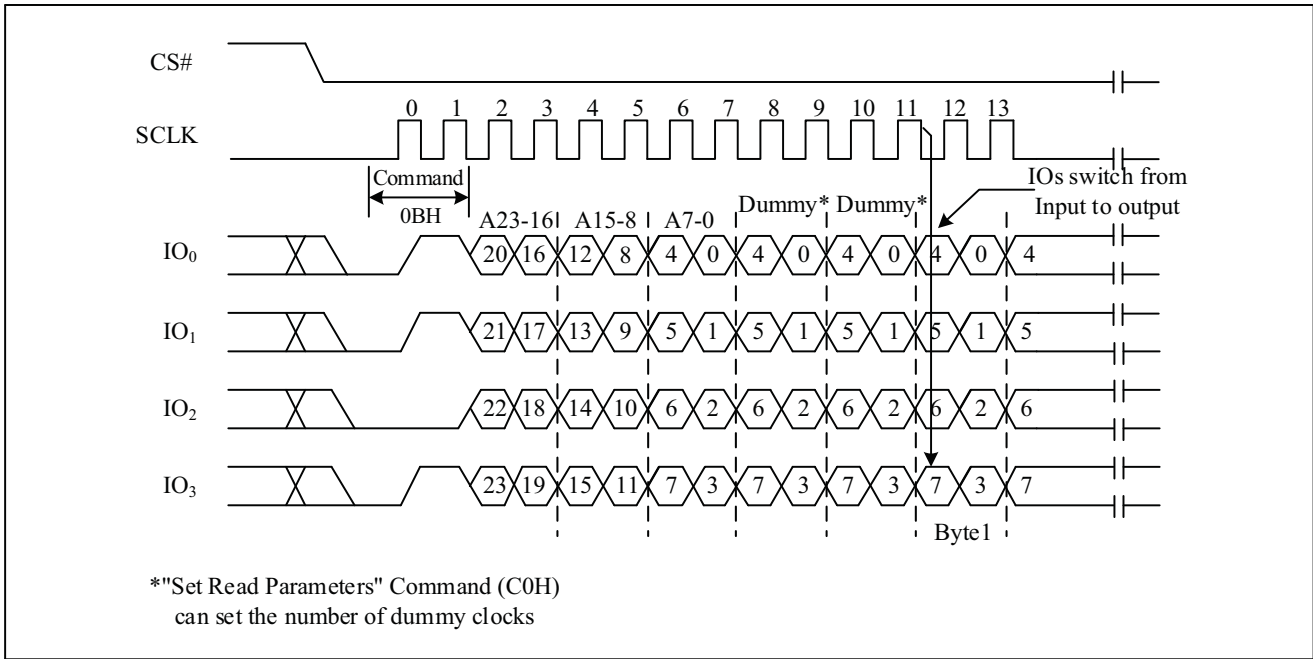 CS#
0 1 2 3 4 5 6 7 8 9 10 11 12 13
SCLK
Command
0BH
IOs switch from
Input to output
A23-16 A15-8 A7-0 Dummy* Dummy*
IO0 20 16 12 8 4 0 4 0 4 0 4 0 4
IO1 21 17 13 9 5 1 5 1 5 1 5 1 5
IO2 22 18 14 10 6 2 6 2 6 2 6 2 6
IO3 23 19 15 11 7 3 7 3 7 3 7 3 7
Byte1
*"Set Read Parameters" Command (C0H)
can set the number of dummy clocks